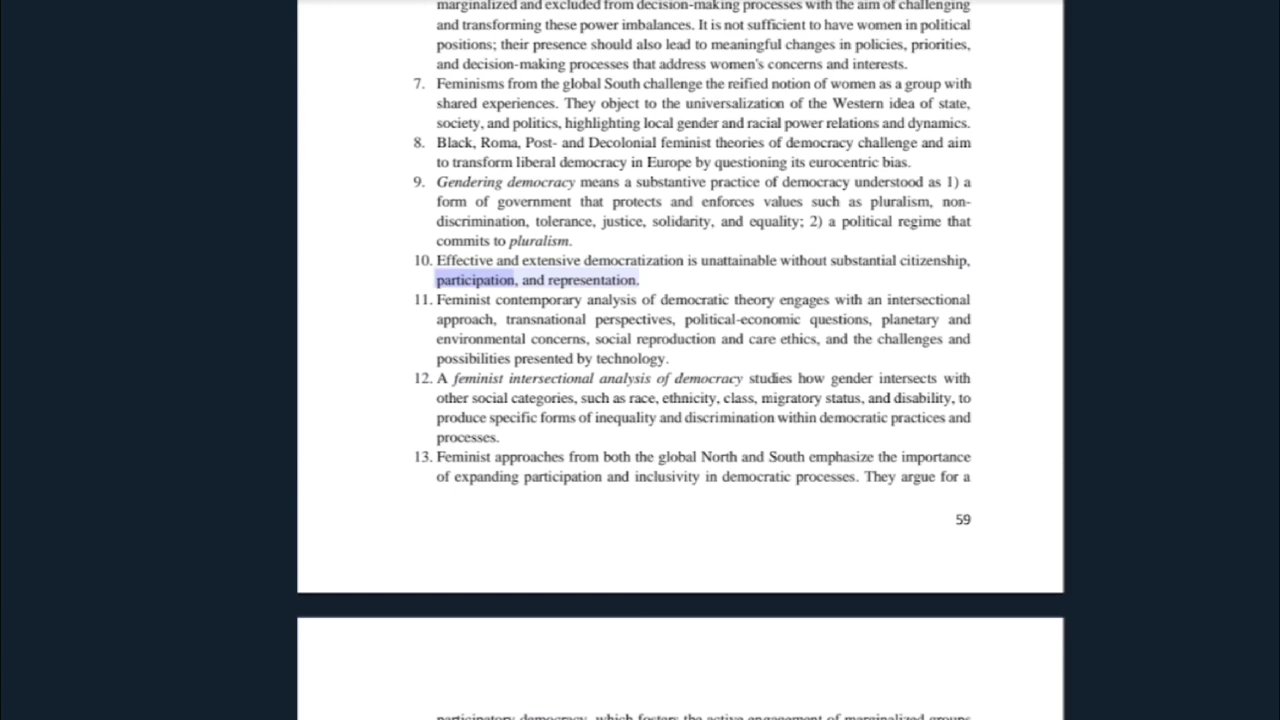 marginalized and excluded from decision-making processes with the aim of challenging
and transforming these power imbalances. It is not sufficient to have women in political
positions; their presence should also lead to meaningful changes in policies, priorities,
and decision-making processes that address women's concerns and interests.
7. Feminisms from the global South challenge the reified notion of women as a group with
shared experiences. They object to the universalization of the Western idea of state,
society, and politics, highlighting local gender and racial power relations and dynamics.
8. Black, Roma, Post- and Decolonial feminist theories of democracy challenge and aim
to transform liberal democracy in Europe by questioning its eurocentric bias.
9. Gendering democracy means a substantive practice of democracy understood as 1) a
form of government that protects and enforces values such as pluralism, non-
discrimination, tolerance, justice, solidarity, and equality; 2) a political regime that
commits to pluralism.
10. Effective and extensive democratization is unattainable without substantial citizenship,
participation, and representation.
11. Feminist contemporary analysis of democratic theory engages with an intersectional
approach, transnational perspectives, political-economic questions, planetary and
environmental concerns, social reproduction and care ethics, and the challenges and
possibilities presented by technology.
12. A feminist intersectional analysis of democracy studies how gender intersects with
other social categories, such as race, ethnicity, class, migratory status, and disability, to
produce specific forms of inequality and discrimination within democratic practices and
processes.
13. Feminist approaches from both the global North and South emphasize the importance
of expanding participation and inclusivity in democratic processes. They argue for a
59
participatory democracy, which fosters the active engagement of marginalized groups